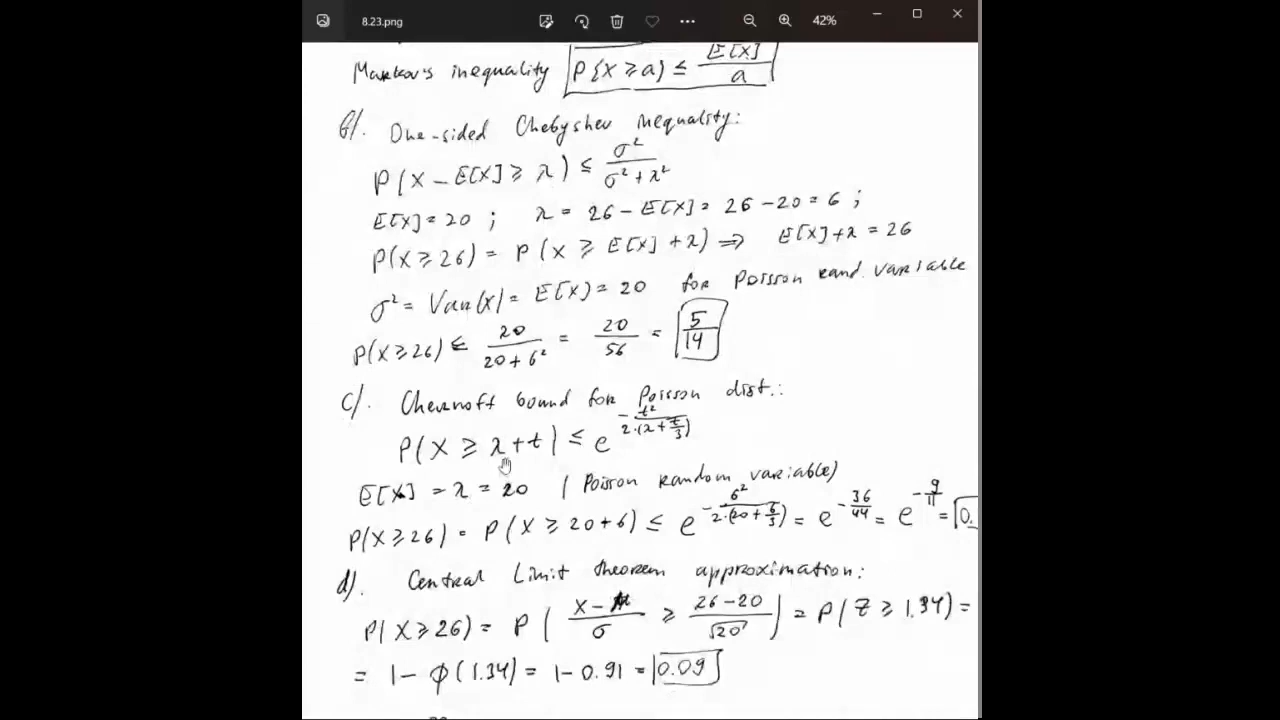 8.23.png
42%
Markov's inequality P{X ≥ a} ≤ E[X]/a
b/. One-sided Chebyshev inequality:
P(X - E[X] ≥ λ) ≤ σ²/(σ² + λ²)
E[X] = 20 ; λ = 26 - E[X] = 26 - 20 = 6 ;
P(X ≥ 26) = P(X ≥ E[X] + λ) ⇒ E[X] + λ = 26
σ² = Var(X) = E[X] = 20 for Poisson rand. variable
P(X ≥ 26) ≤ 20/(20 + 6²) = 20/56 = 5/14
c/. Chernoff bound for Poisson dist.:
P(X ≥ λ + t) ≤ e^(-t²/(2·(λ + t/3)))
E[X] = λ = 20 (Poisson random variable)
P(X ≥ 26) = P(X ≥ 20 + 6) ≤ e^(-6²/(2·(20 + 6/3))) = e^(-36/44) = e^(-9/11) = 0.
d/. Central Limit theorem approximation:
P(X ≥ 26) = P(X - /σ ≥ (26 - 20)/√20) = P(Z ≥ 1.34) =
= 1 - φ(1.34) = 1 - 0.91 = 0.09